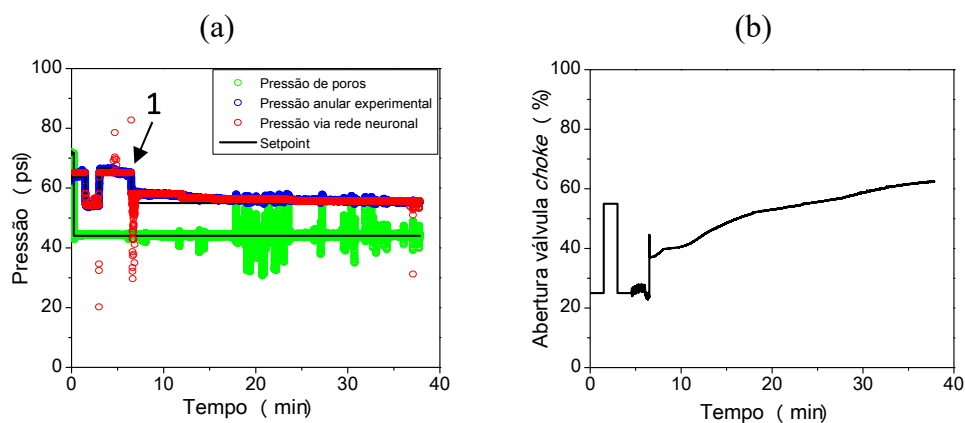 (a)
(b)
100
80
60
40
20
0
Pressão ( psi)
1
Pressão de poros
Pressão anular experimental
Pressão via rede neuronal
Setpoint
0 10 20 30 40
Tempo ( min)
100
80
60
40
20
0
Abertura válvula choke ( %)
0 10 20 30 40
Tempo ( min)